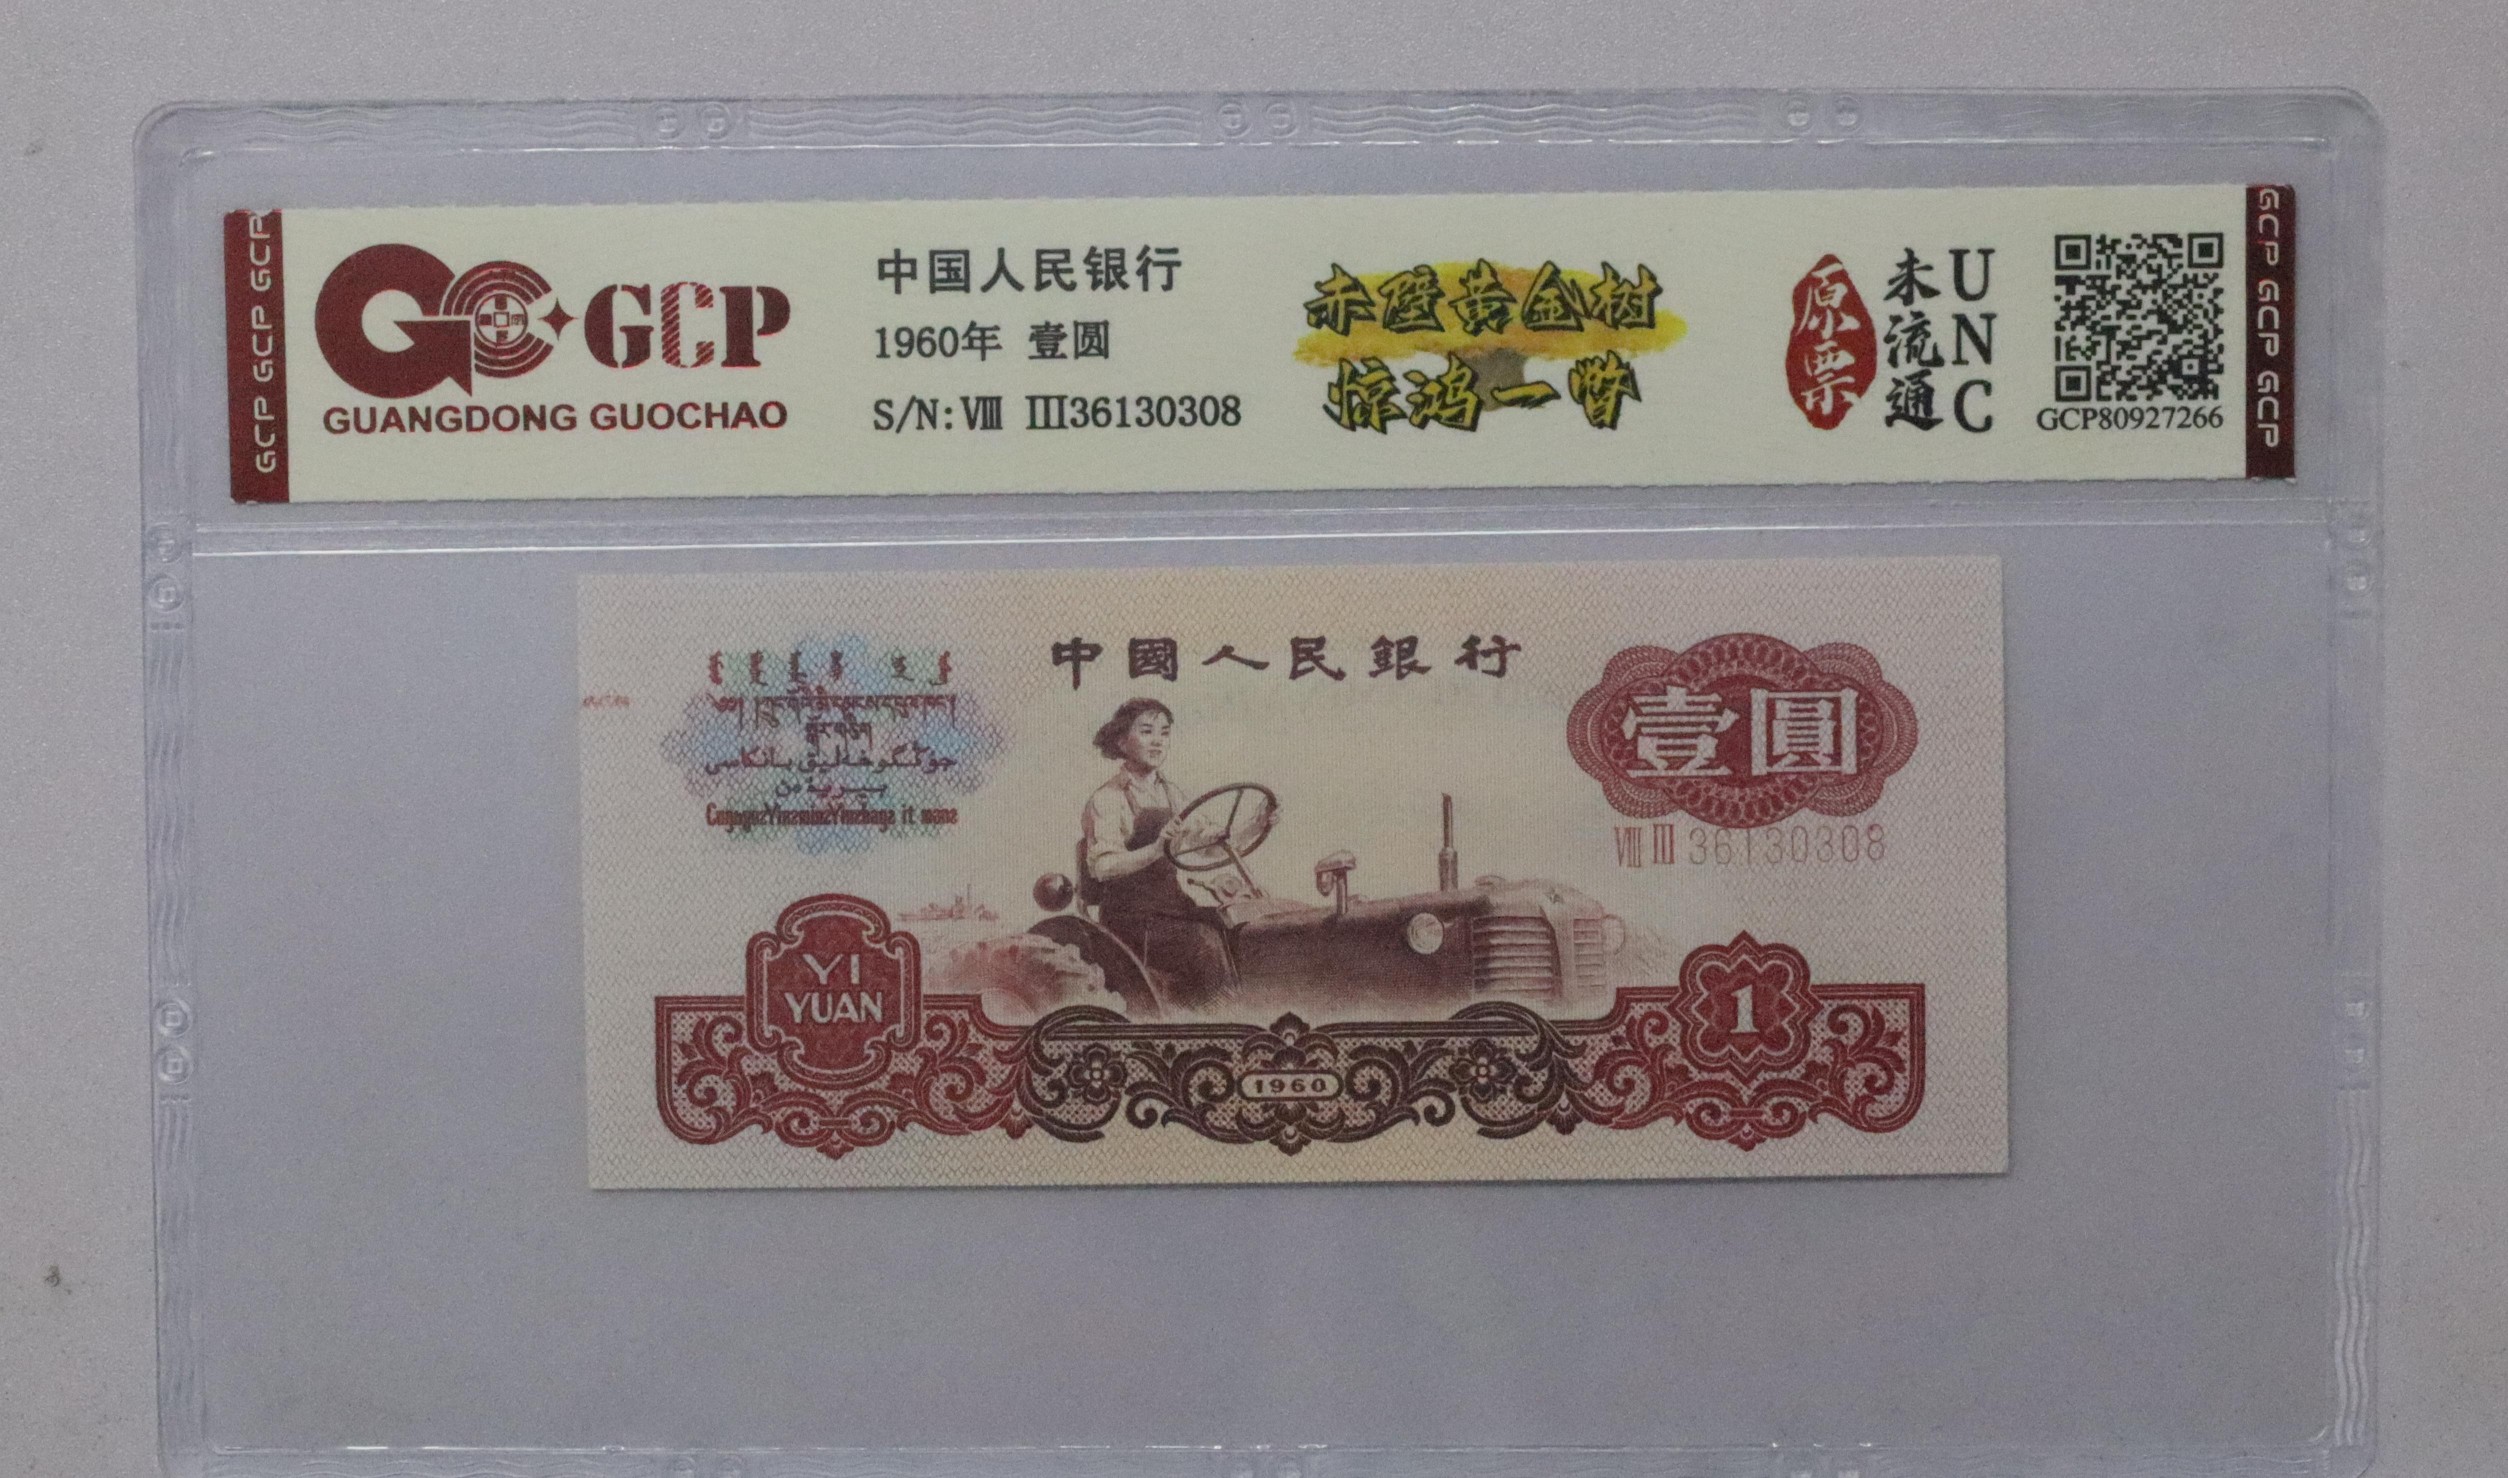 GCP GCP GCP
GCP
GUANGDONG GUOCHAO
中国人民银行
1960年 壹圆
S/N:Ⅷ Ⅲ36130308
赤壁黄金树
惊鸿一瞥
原票
未流通
UNC
GCP80927266
GCP GCP GCP
中國人民銀行
壹圓
Ⅷ Ⅲ 36130308
YI
YUAN
1
1960